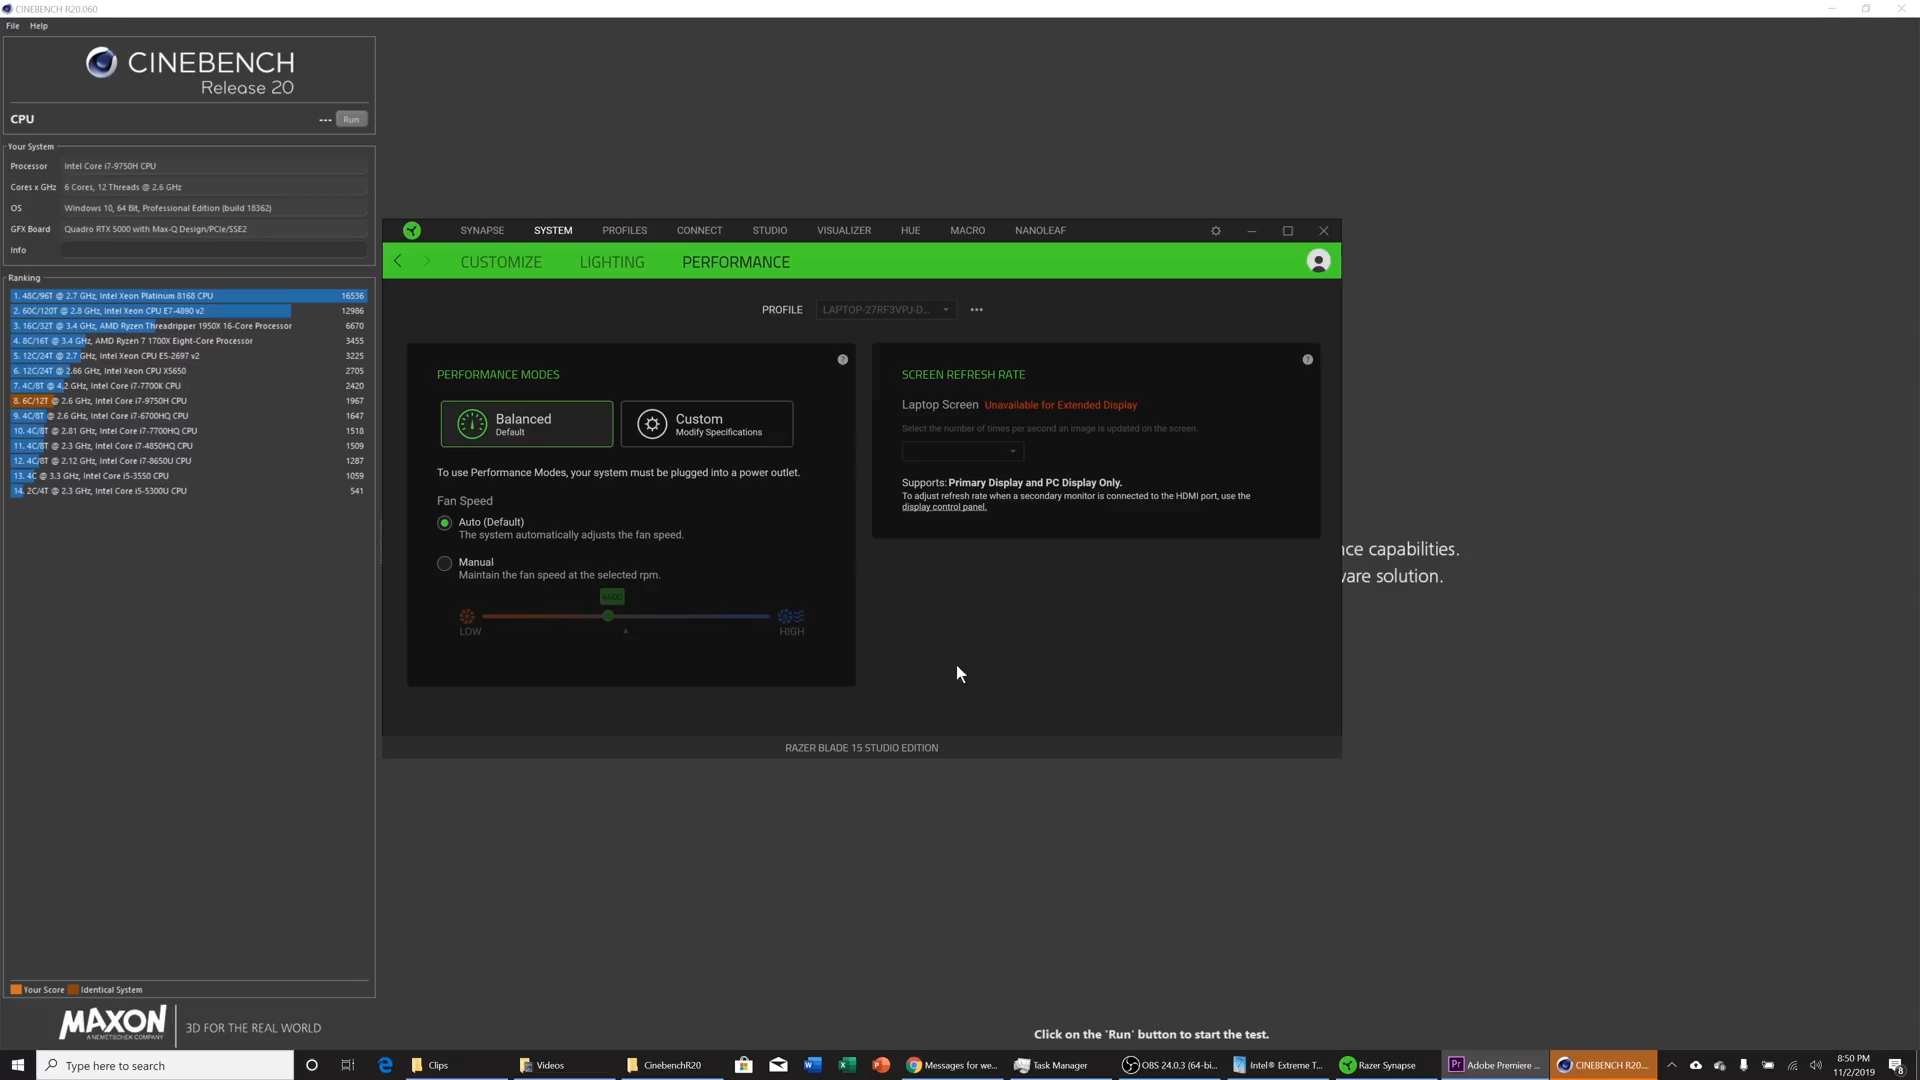 CINEBENCH R20.060
File Help
CINEBENCH
Release 20
CPU --- Run
Your System
Processor Intel Core i7-9750H CPU
Cores x GHz 6 Cores, 12 Threads @ 2.6 GHz
OS Windows 10, 64 Bit, Professional Edition (build 18362)
GFX Board Quadro RTX 5000 with Max-Q Design/PCIe/SSE2
Info
Ranking
1. 48C/96T @ 2.7 GHz, Intel Xeon Platinum 8168 CPU 16536
2. 60C/120T @ 2.8 GHz, Intel Xeon CPU E7-4890 v2 12986
3. 16C/32T @ 3.4 GHz, AMD Ryzen Threadripper 1950X 16-Core Processor 6670
4. 8C/16T @ 3.4 GHz, AMD Ryzen 7 1700X Eight-Core Processor 3455
5. 12C/24T @ 2.7 GHz, Intel Xeon CPU E5-2697 v2 3225
6. 12C/24T @ 2.66 GHz, Intel Xeon CPU X5650 2705
7. 4C/8T @ 4.2 GHz, Intel Core i7-7700K CPU 2420
8. 6C/12T @ 2.6 GHz, Intel Core i7-9750H CPU 1967
9. 4C/8T @ 2.6 GHz, Intel Core i7-6700HQ CPU 1647
10. 4C/8T @ 2.81 GHz, Intel Core i7-7700HQ CPU 1518
11. 4C/8T @ 2.3 GHz, Intel Core i7-4850HQ CPU 1509
12. 4C/8T @ 2.12 GHz, Intel Core i7-8650U CPU 1287
13. 4C @ 3.3 GHz, Intel Core i5-3550 CPU 1059
14. 2C/4T @ 2.3 GHz, Intel Core i5-5300U CPU 541
Your Score Identical System
MAXON
A NEMETSCHEK COMPANY
3D FOR THE REAL WORLD
SYNAPSE SYSTEM PROFILES CONNECT STUDIO VISUALIZER HUE MACRO NANOLEAF
CUSTOMIZE LIGHTING PERFORMANCE
PROFILE LAPTOP-27RF3VPJ-D...
PERFORMANCE MODES
Balanced
Default
Custom
Modify Specifications
To use Performance Modes, your system must be plugged into a power outlet.
Fan Speed
Auto (Default)
The system automatically adjusts the fan speed.
Manual
Maintain the fan speed at the selected rpm.
4400
LOW HIGH
SCREEN REFRESH RATE
Laptop Screen Unavailable for Extended Display
Select the number of times per second an image is updated on the screen.
Supports: Primary Display and PC Display Only.
To adjust refresh rate when a secondary monitor is connected to the HDMI port, use the
display control panel.
RAZER BLADE 15 STUDIO EDITION
nce capabilities.
ware solution.
Click on the 'Run' button to start the test.
Type here to search
Clips
Videos
CinebenchR20
Messages for we...
Task Manager
OBS 24.0.3 (64-bi...
Intel® Extreme T...
Razer Synapse
Adobe Premiere ...
CINEBENCH R20....
8:50 PM
11/2/2019